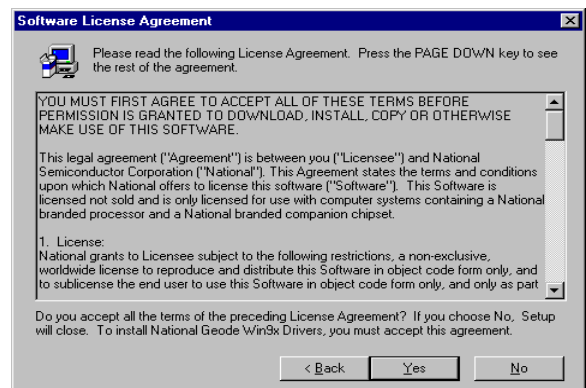 Software License Agreement
Please read the following License Agreement. Press the PAGE DOWN key to see
the rest of the agreement.
YOU MUST FIRST AGREE TO ACCEPT ALL OF THESE TERMS BEFORE
PERMISSION IS GRANTED TO DOWNLOAD, INSTALL, COPY OR OTHERWISE
MAKE USE OF THIS SOFTWARE.
This legal agreement ("Agreement") is between you ("Licensee") and National
Semiconductor Corporation ("National"). This Agreement states the terms and conditions
upon which National offers to license this software ("Software"). This Software is
licensed not sold and is only licensed for use with computer systems containing a National
branded processor and a National branded companion chipset.
1. License:
National grants to Licensee subject to the following restrictions, a non-exclusive,
worldwide license to reproduce and distribute this Software in object code form only, and
to sublicense the end user to use this Software in object code form only, and only as part
Do you accept all the terms of the preceding License Agreement? If you choose No, Setup
will close. To install National Geode Win9x Drivers, you must accept this agreement.
< Back
Yes
No